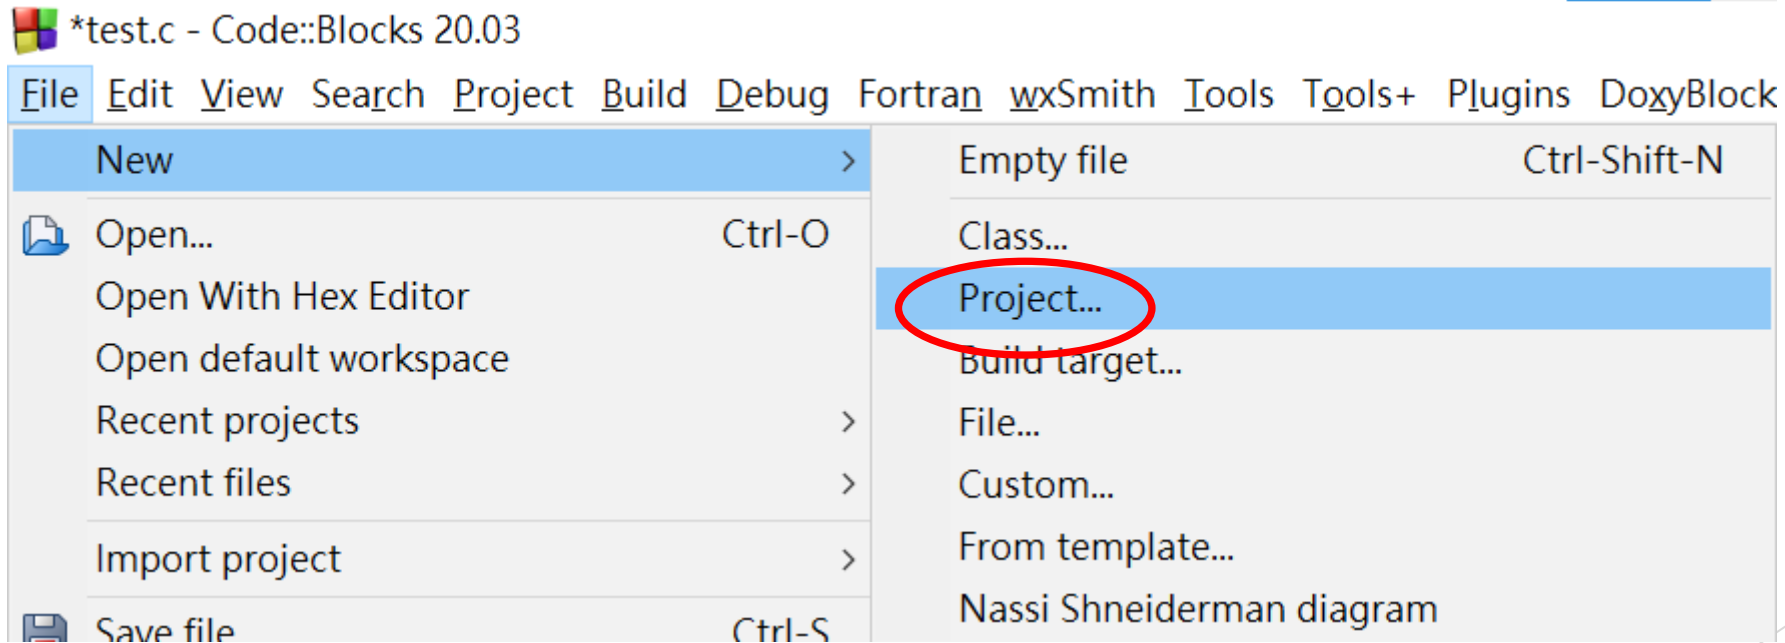 *test.c - Code::Blocks 20.03
File Edit View Search Project Build Debug Fortran wxSmith Tools Tools+ Plugins DoxyBlock
New >
Open... Ctrl-O
Open With Hex Editor
Open default workspace
Recent projects >
Recent files >
Import project >
Save file Ctrl-S
Empty file Ctrl-Shift-N
Class...
Project...
Build target...
File...
Custom...
From template...
Nassi Shneiderman diagram